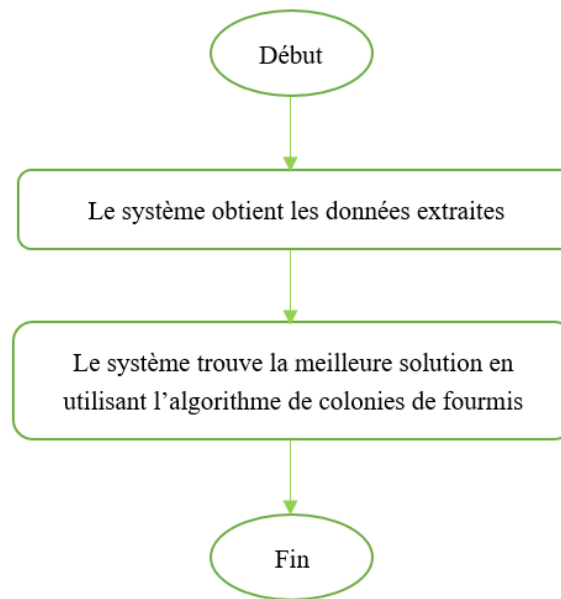 Début
Le système obtient les données extraites
Le système trouve la meilleure solution en
utilisant l’algorithme de colonies de fourmis
Fin